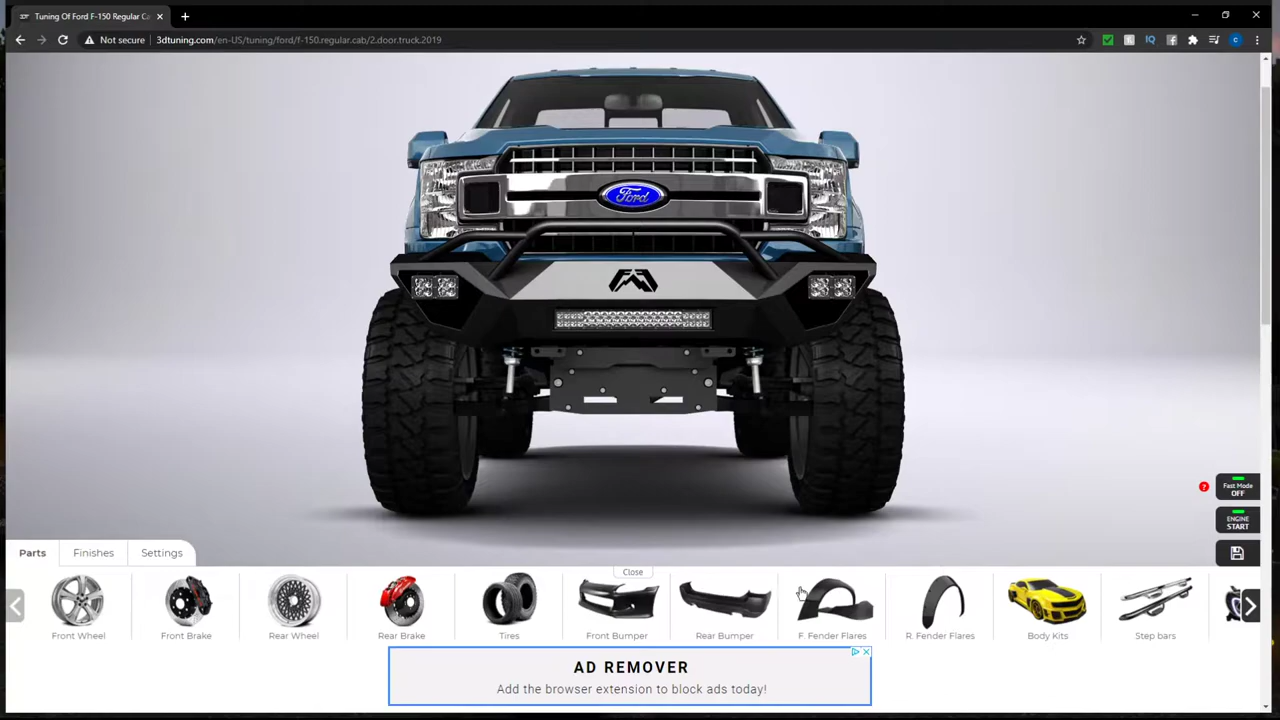 Tuning Of Ford F-150 Regular Ca
Not secure
3dtuning.com/en-US/tuning/ford/f-150.regular.cab/2.door.truck.2019
IQ
c
Ford
?
Fast Mode
OFF
ENGINE
START
Parts
Finishes
Settings
Close
Front Wheel
Front Brake
Rear Wheel
Rear Brake
Tires
Front Bumper
Rear Bumper
F. Fender Flares
R. Fender Flares
Body Kits
Step bars
AD REMOVER
Add the browser extension to block ads today!